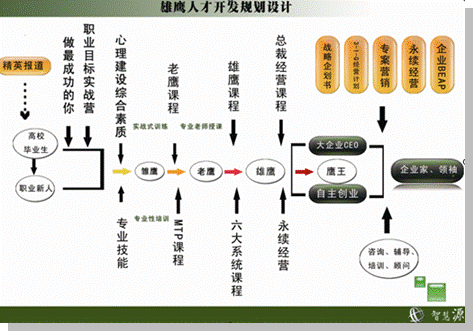 雄鹰人才开发规划设计
精英报道
职业目标实战营
做最成功的你
心理建设综合素质
老鹰课程
雄鹰课程
总裁经营课程
战略企划书
3-1-0经营计划
专案营销
永续经营
企业BEAP
实战式训练
专业老师授课
高校
毕业生
职业新人
雏鹰
老鹰
雄鹰
大企业CEO
鹰王
自主创业
企业家、领袖
专业性培训
专业技能
MTP课程
六大系统课程
永续经营
咨询、辅导、
培训、顾问
智慧源